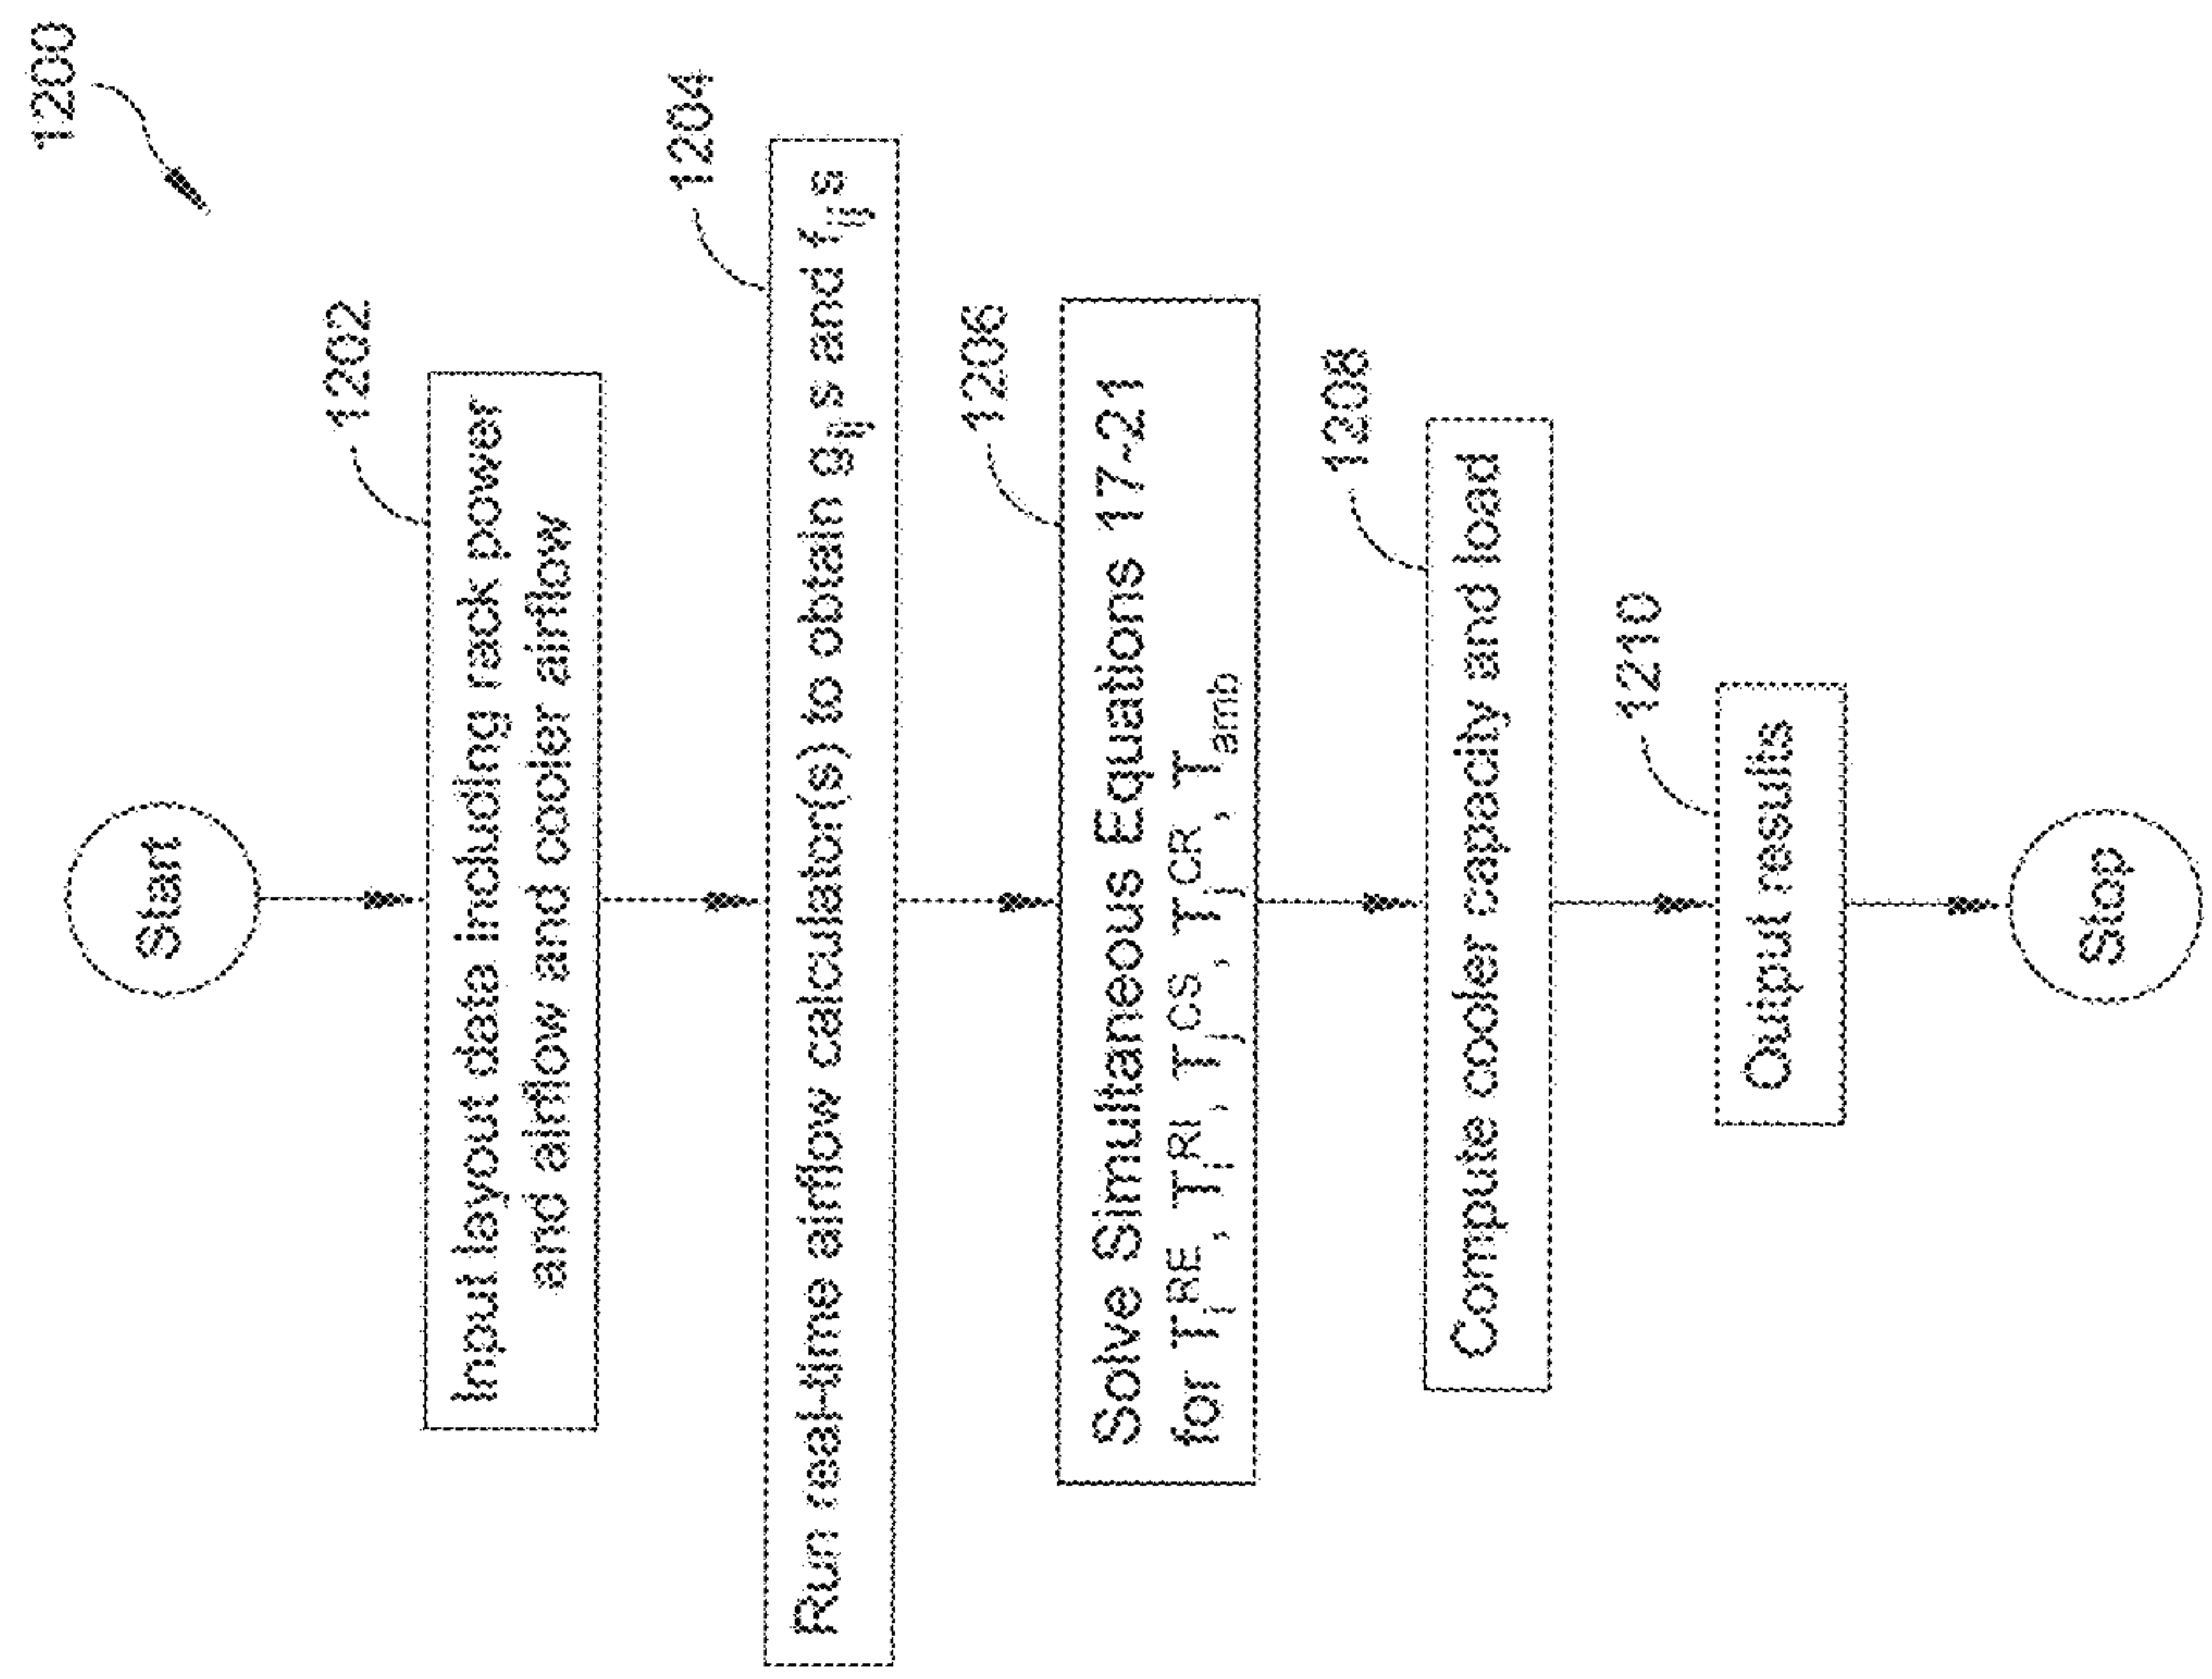 1200
Start
1202
Input layout data including rack power
and airflow and cooler airflow
1204
Run real-time airflow calculator(s) to obtain gᵢⱼ's and fᵢⱼ's
1206
Solve Simultaneous Equations 17-21
for Tᵢᴿᴱ, Tᵢᴿᴵ, Tⱼᶜˢ, Tⱼᶜᴿ, Tamb
1208
Compute cooler capacity and load
1210
Output results
Stop